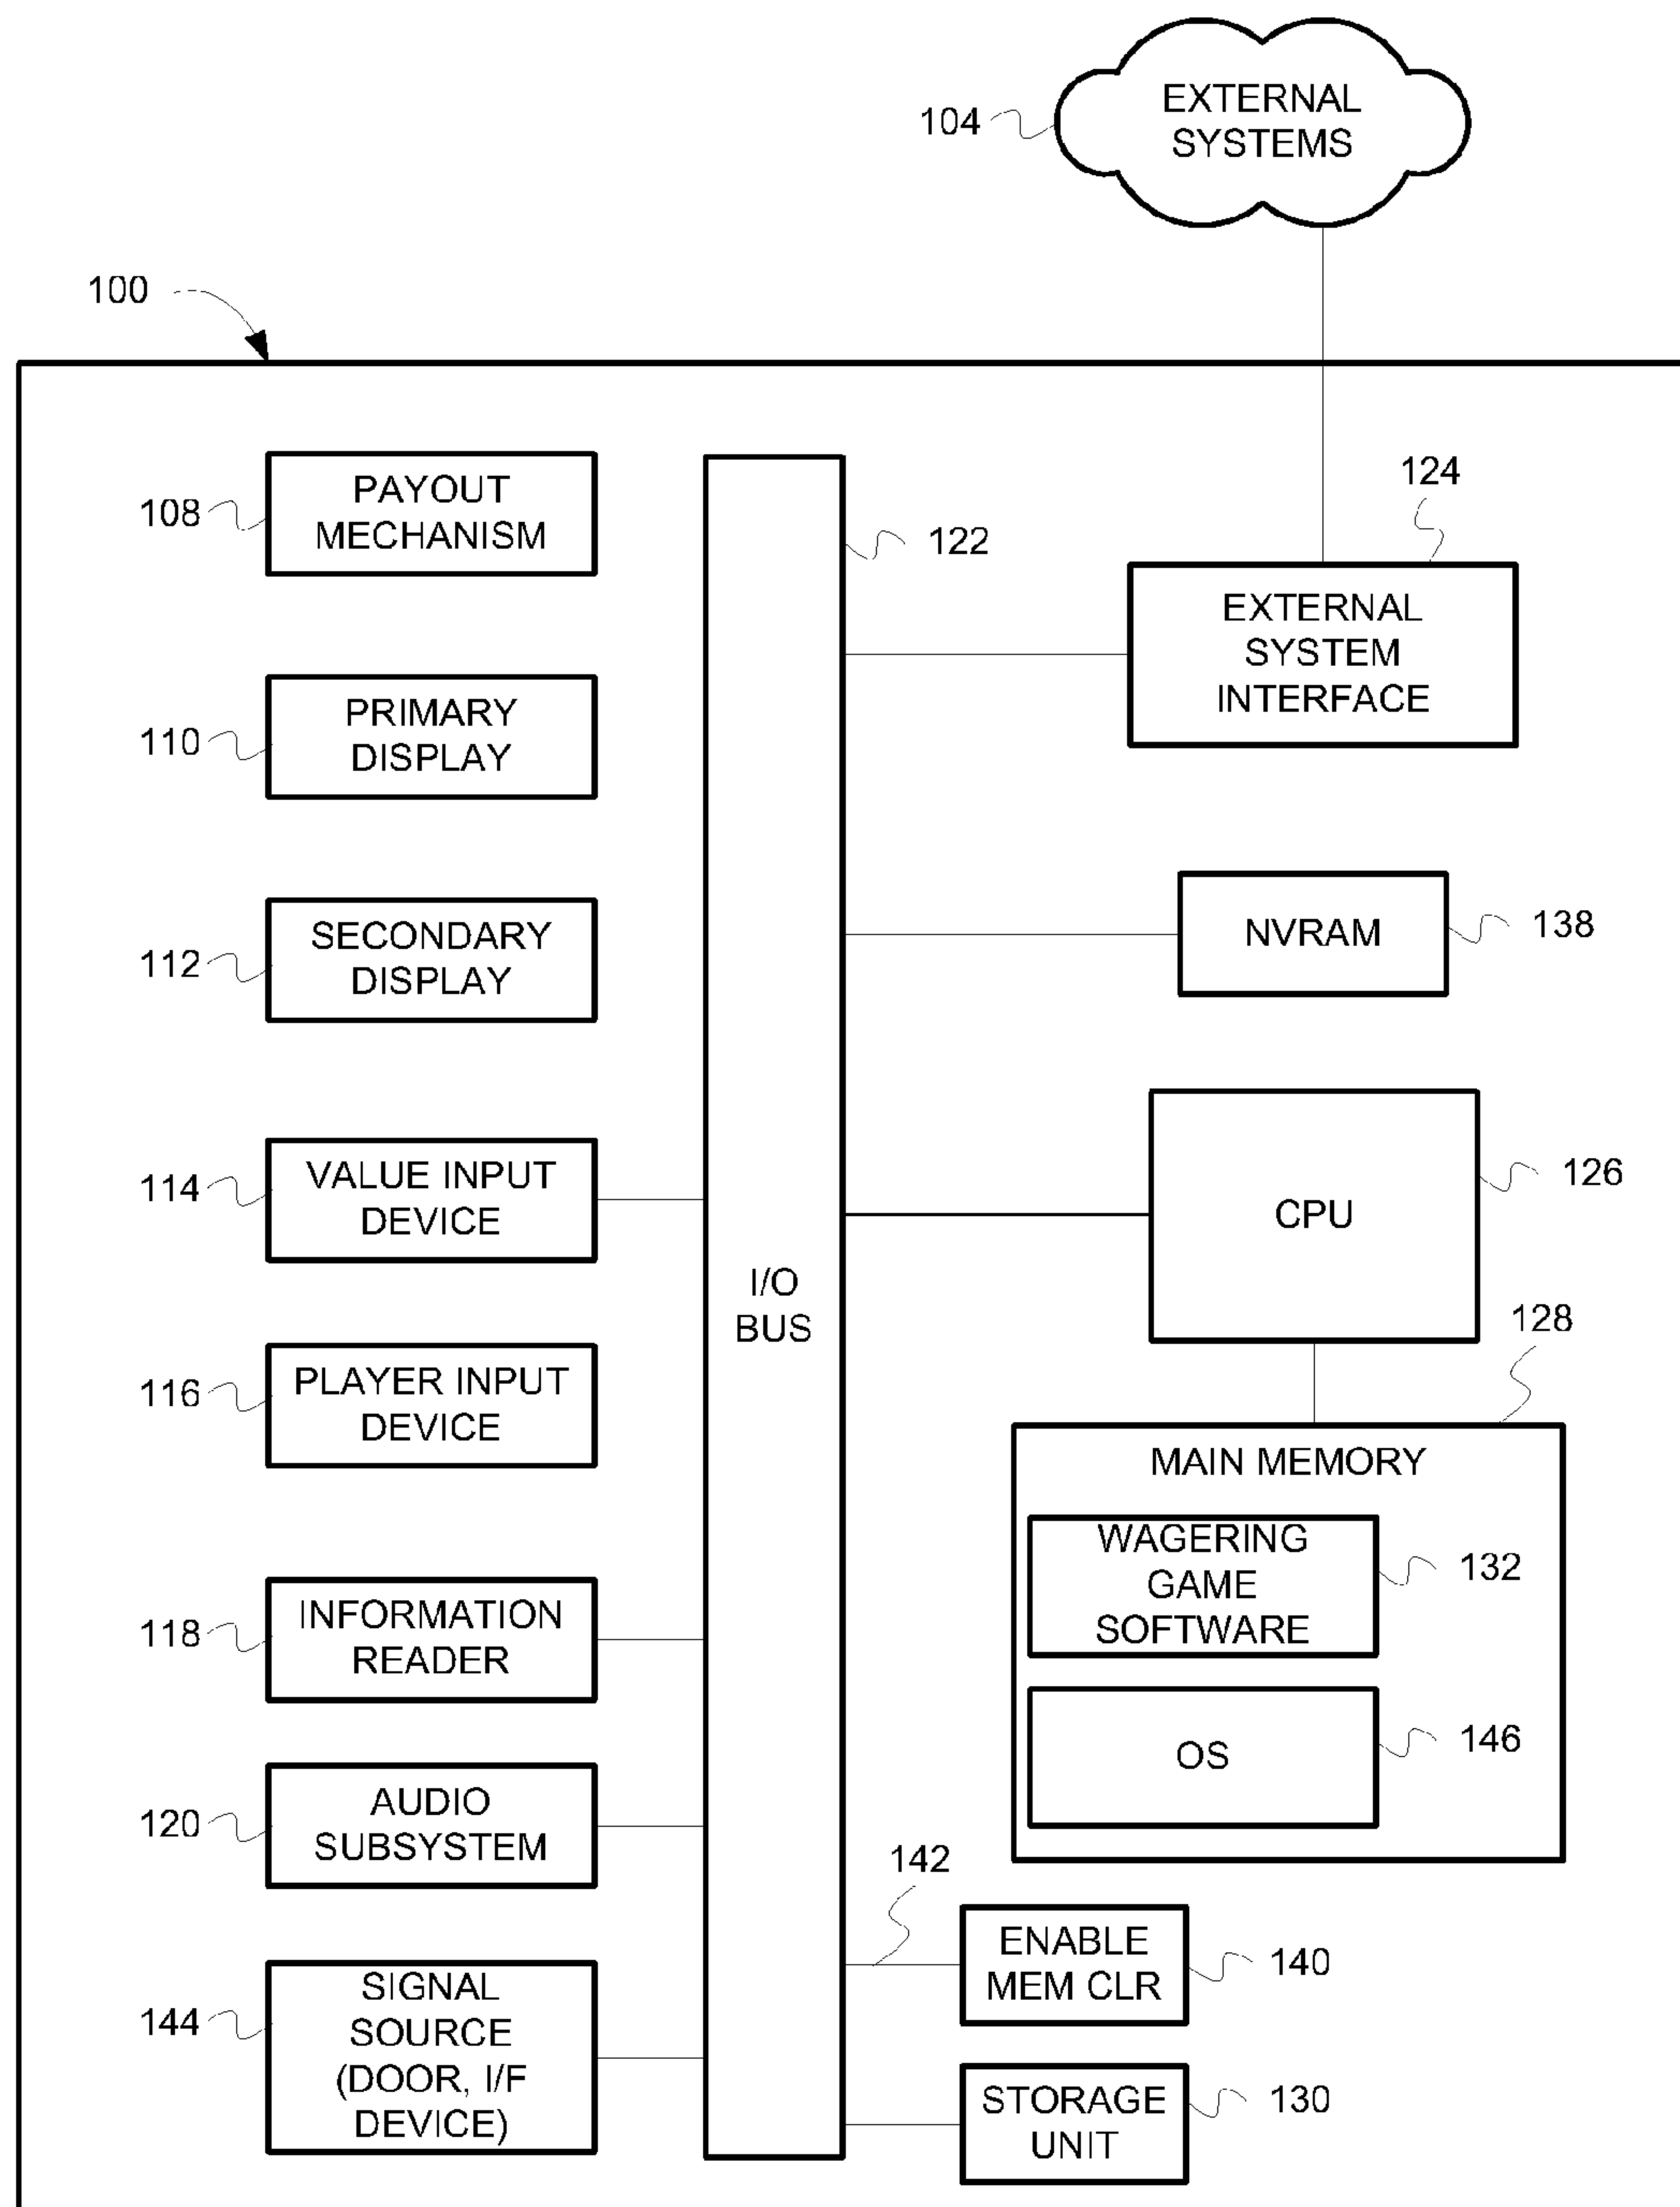 EXTERNAL
SYSTEMS
104
100
PAYOUT
MECHANISM
108
124
122
EXTERNAL
SYSTEM
INTERFACE
PRIMARY
DISPLAY
110
SECONDARY
DISPLAY
112
NVRAM
138
VALUE INPUT
DEVICE
114
CPU
126
I/O
BUS
128
PLAYER INPUT
DEVICE
116
MAIN MEMORY
WAGERING
GAME
SOFTWARE
132
INFORMATION
READER
118
OS
146
AUDIO
SUBSYSTEM
120
142
ENABLE
MEM CLR
140
SIGNAL
SOURCE
(DOOR, I/F
DEVICE)
144
STORAGE
UNIT
130